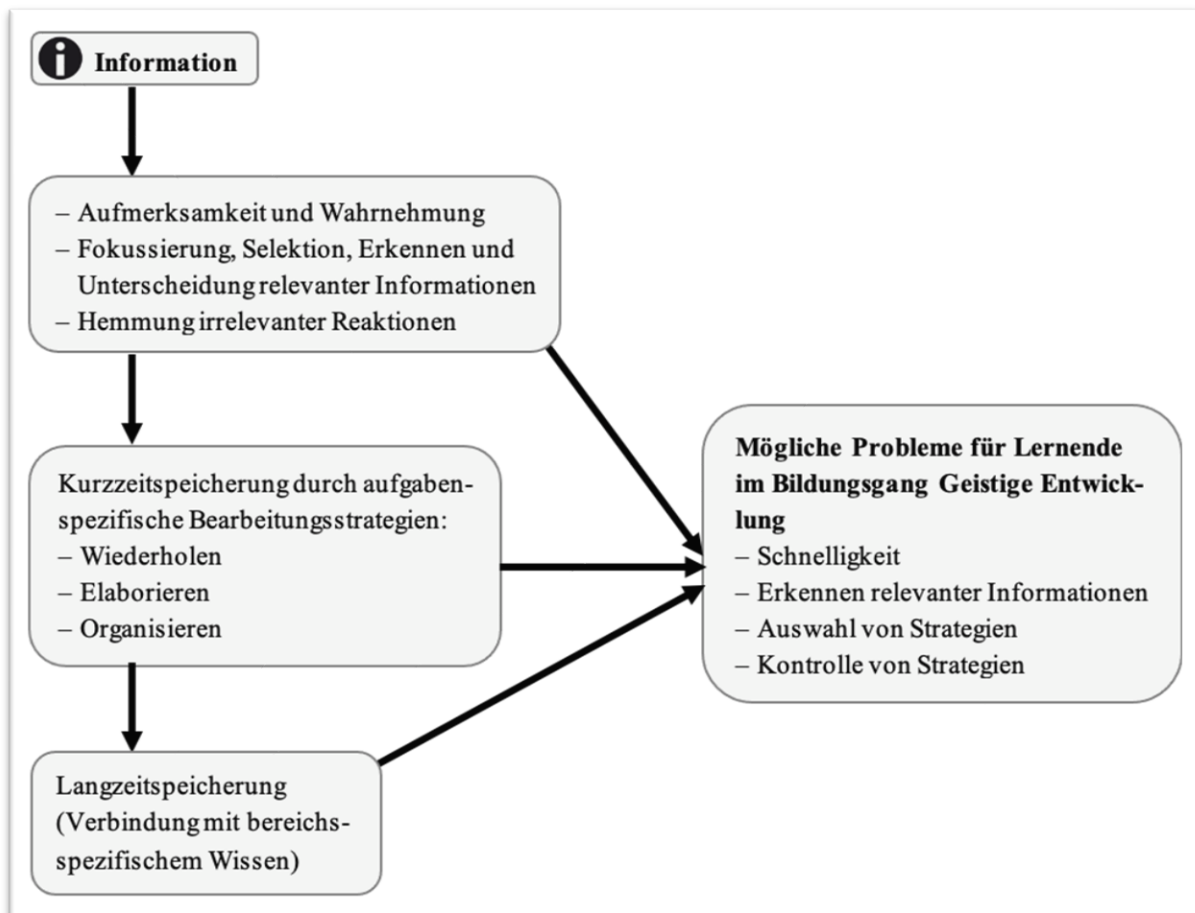 Information
– Aufmerksamkeit und Wahrnehmung
– Fokussierung, Selektion, Erkennen und
Unterscheidung relevanter Informationen
– Hemmung irrelevanter Reaktionen
Kurzzeitspeicherung durch aufgaben-
spezifische Bearbeitungsstrategien:
– Wiederholen
– Elaborieren
– Organisieren
Langzeitspeicherung
(Verbindung mit bereichs-
spezifischem Wissen)
Mögliche Probleme für Lernende
im Bildungsgang Geistige Entwick-
lung
– Schnelligkeit
– Erkennen relevanter Informationen
– Auswahl von Strategien
– Kontrolle von Strategien